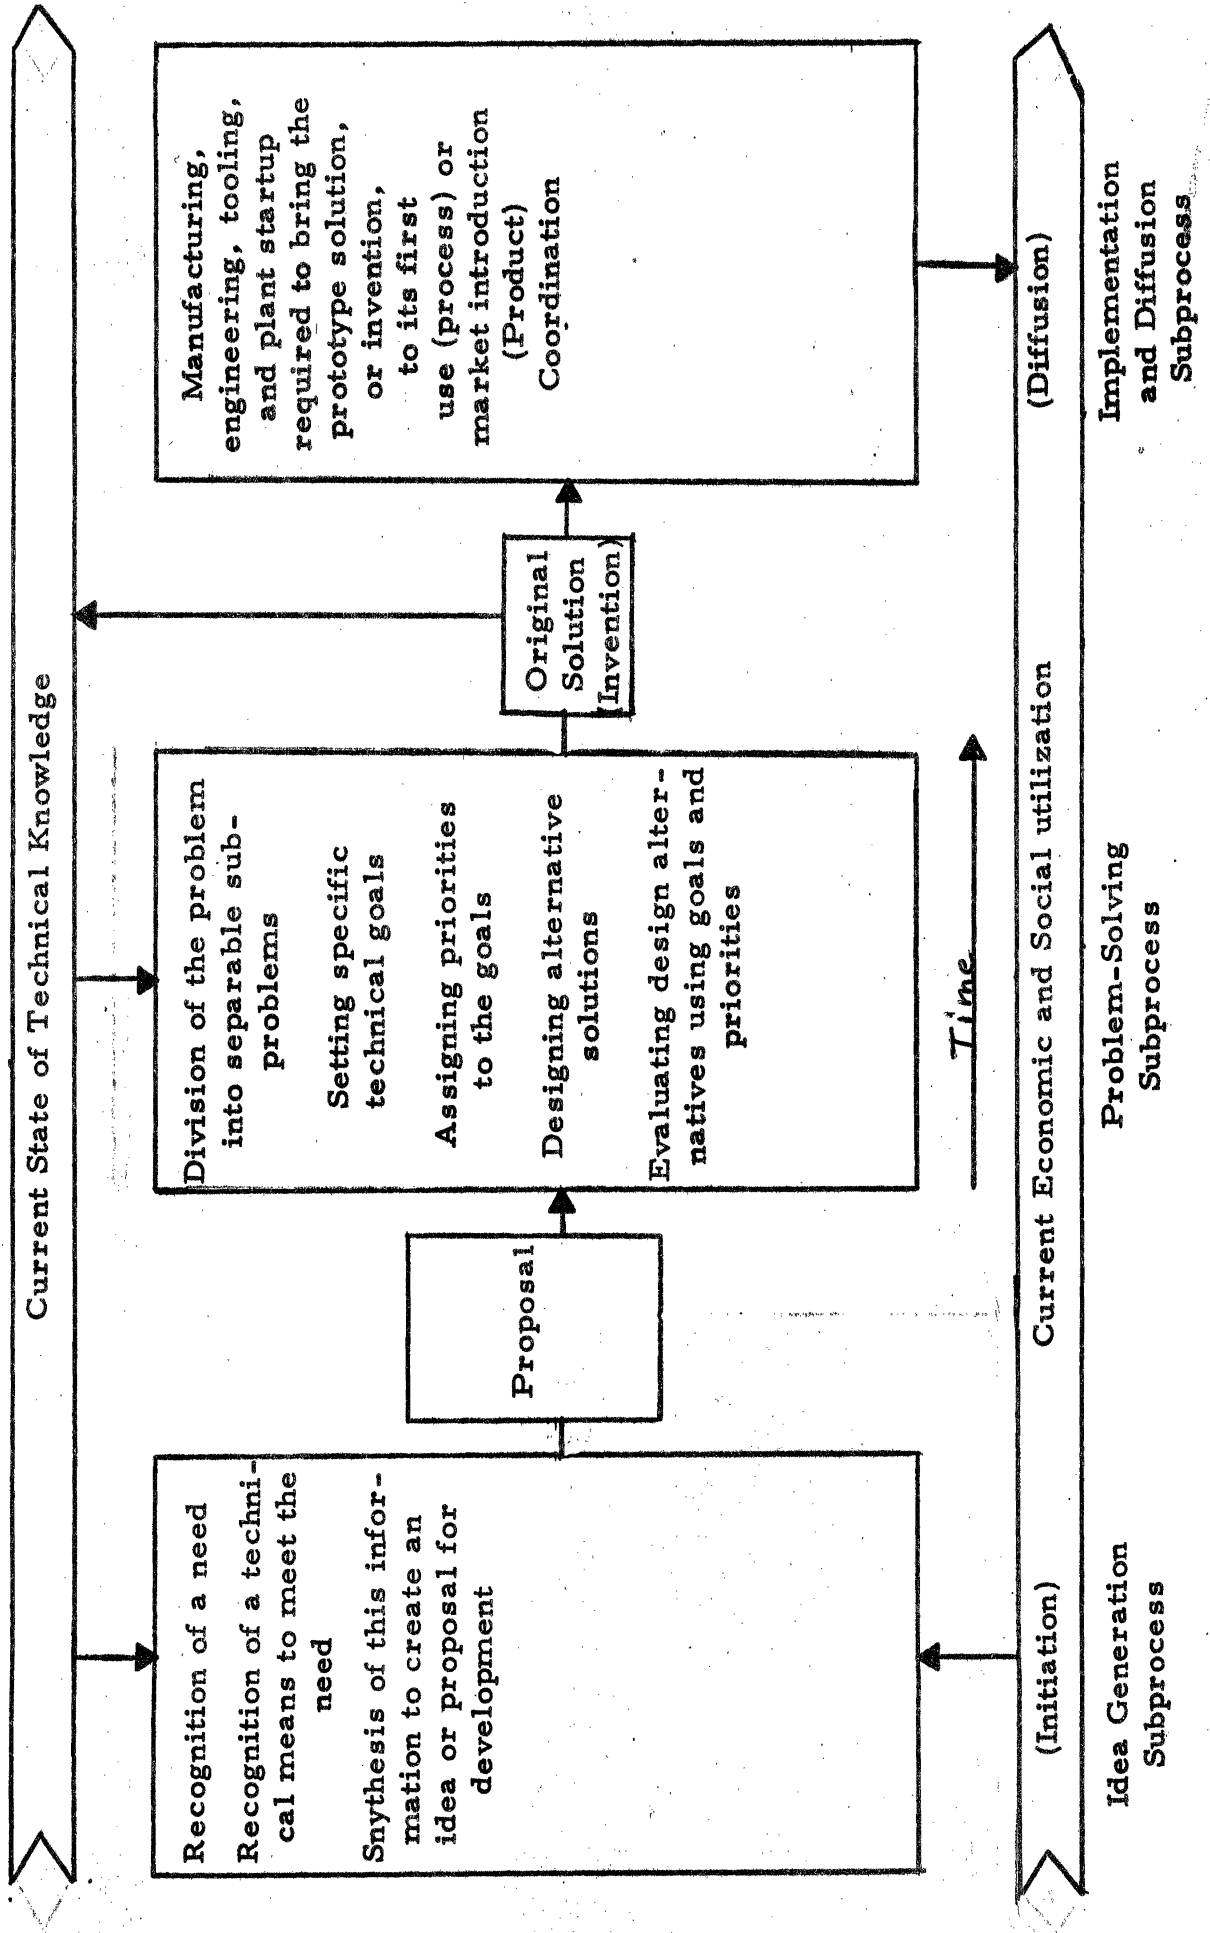 Current State of Technical Knowledge
Recognition of a need
Recognition of a techni-
cal means to meet the
need
Snythesis of this infor-
mation to create an
idea or proposal for
development
Proposal
Division of the problem
into separable sub-
problems
Setting specific
technical goals
Assigning priorities
to the goals
Designing alternative
solutions
Evaluating design alter-
natives using goals and
priorities
Original
Solution
(Invention)
Manufacturing,
engineering, tooling,
and plant startup
required to bring the
prototype solution,
or invention,
to its first
use (process) or
market introduction
(Product)
Coordination
Time
(Initiation)
Current Economic and Social utilization
(Diffusion)
Idea Generation
Subprocess
Problem-Solving
Subprocess
Implementation
and Diffusion
Subprocess